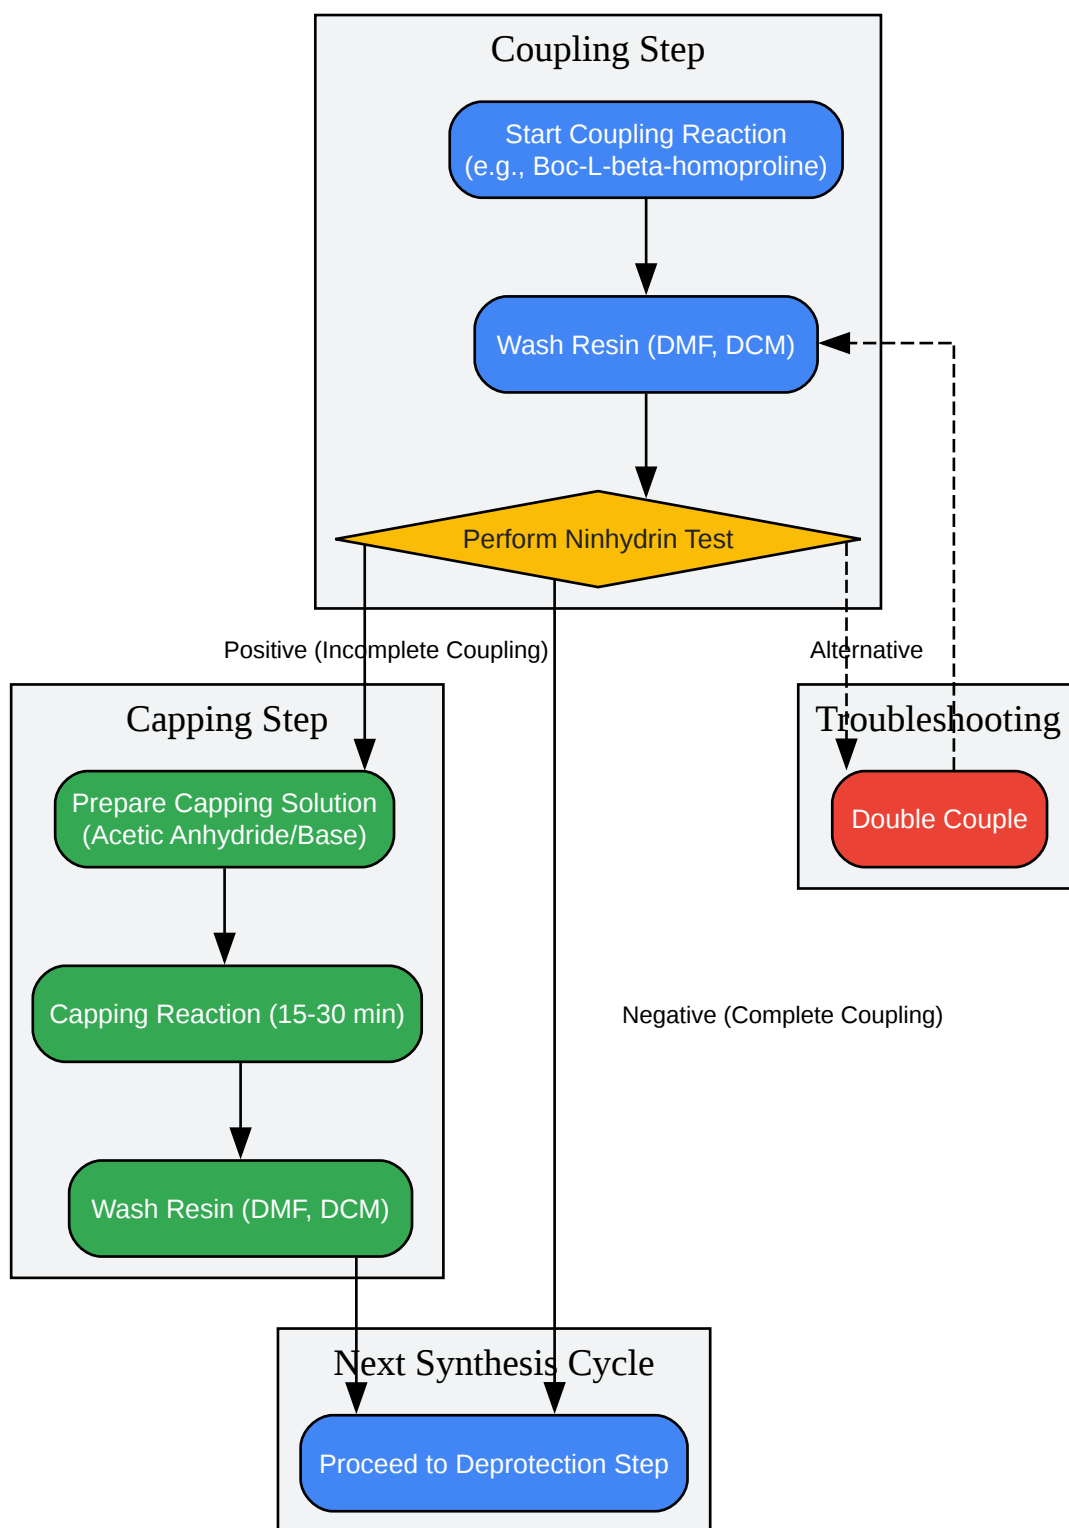 Coupling Step
Start Coupling Reaction
(e.g., Boc-L-beta-homoproline)
Wash Resin (DMF, DCM)
Perform Ninhydrin Test
Positive (Incomplete Coupling)
Alternative
Capping Step
Troubleshooting
Prepare Capping Solution
(Acetic Anhydride/Base)
Double Couple
Capping Reaction (15-30 min)
Negative (Complete Coupling)
Wash Resin (DMF, DCM)
Next Synthesis Cycle
Proceed to Deprotection Step